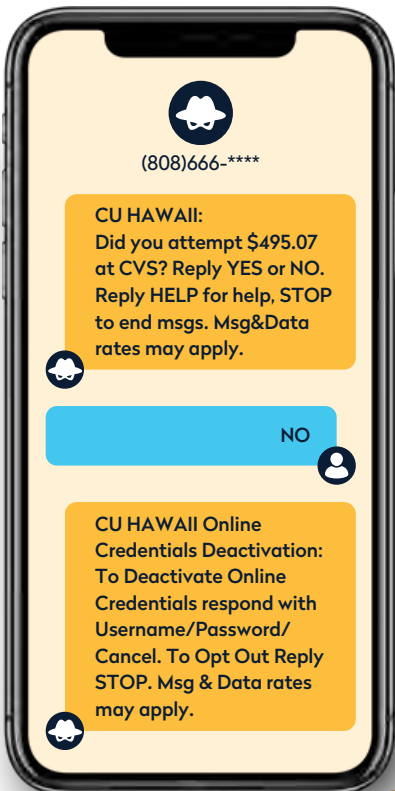 (808)666-****
CU HAWAII:
Did you attempt $495.07
at CVS? Reply YES or NO.
Reply HELP for help, STOP
to end msgs. Msg&Data
rates may apply.
NO
CU HAWAII Online
Credentials Deactivation:
To Deactivate Online
Credentials respond with
Username/Password/
Cancel. To Opt Out Reply
STOP. Msg & Data rates
may apply.